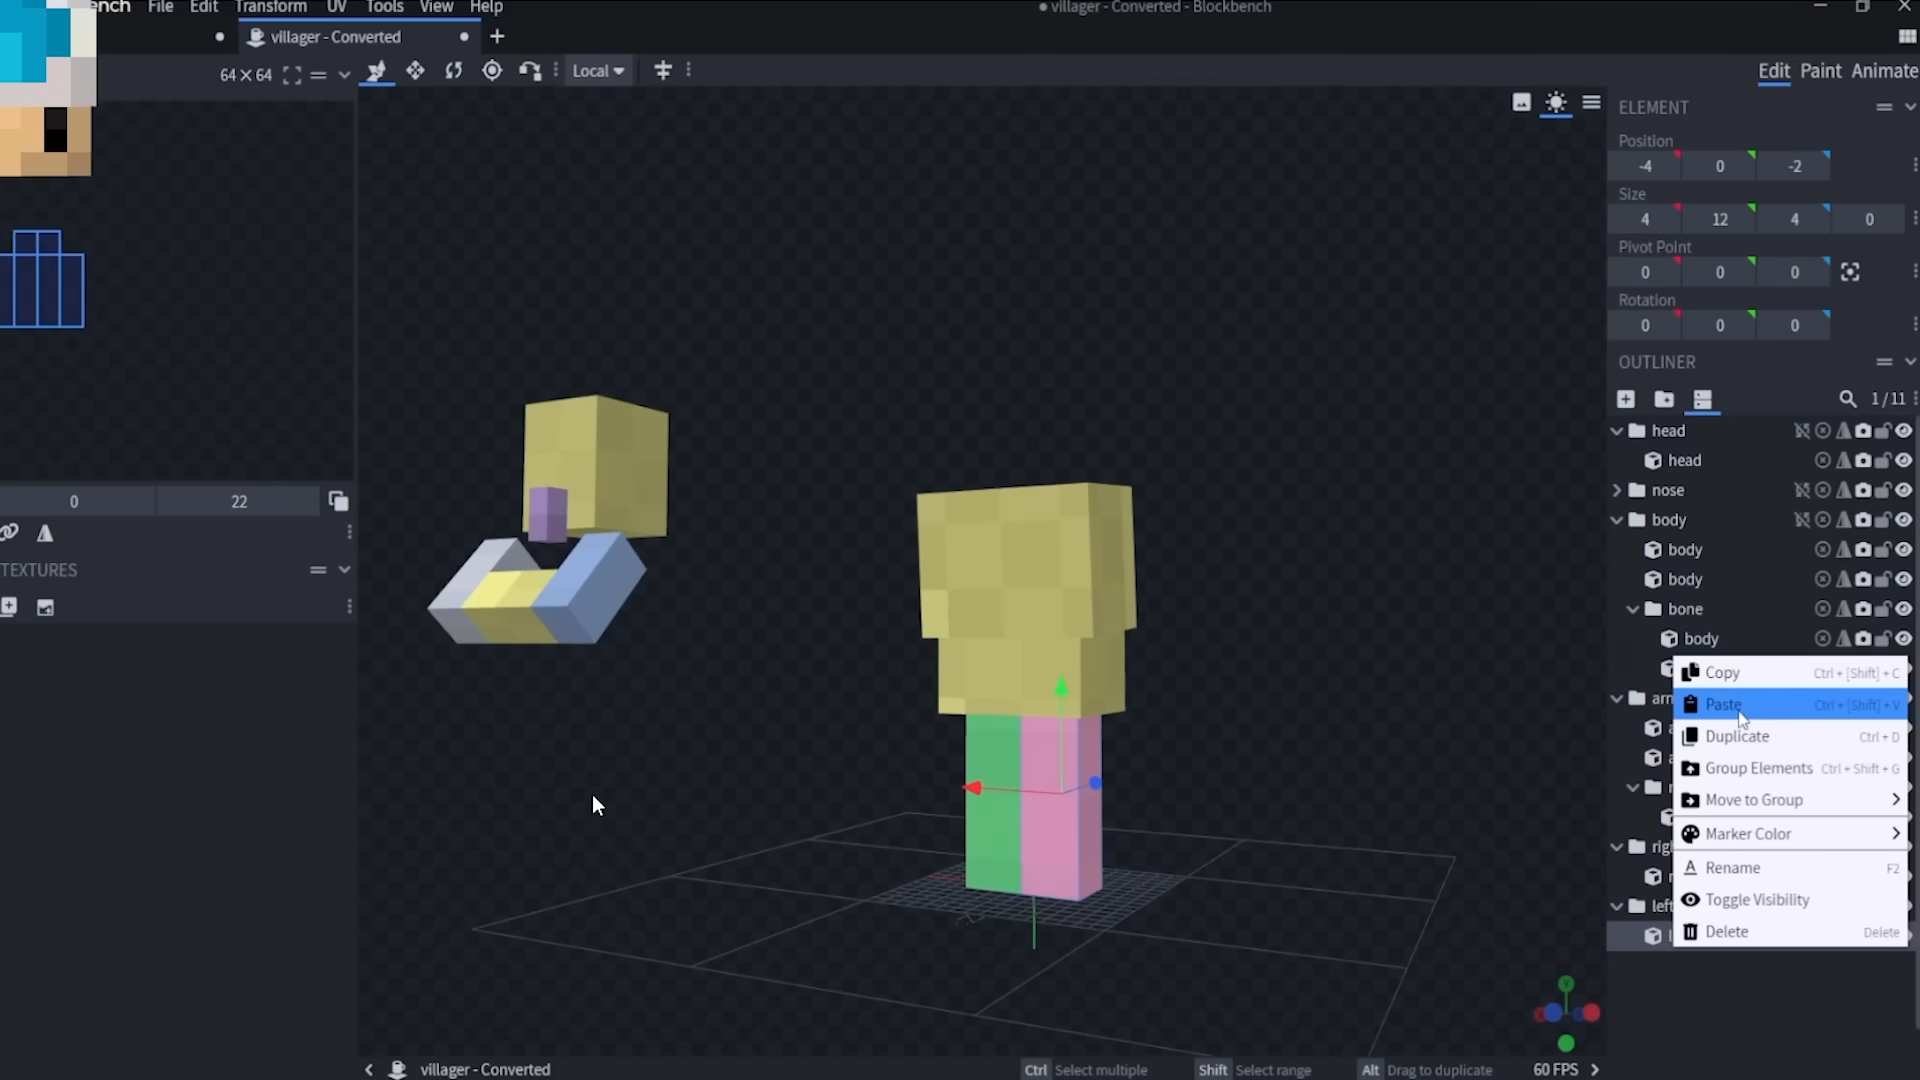 ench File Edit Transform UV Tools View Help
villager - Converted - Blockbench
villager - Converted
64 × 64
Local
Edit Paint Animate
ELEMENT
Position
-4 0 -2
Size
4 12 4 0
Pivot Point
0 0 0
Rotation
0 0 0
OUTLINER
1 / 11
head
head
nose
body
body
body
bone
body
arm
rig
left
0 22
TEXTURES
Copy Ctrl + [Shift] + C
Paste Ctrl + [Shift] + V
Duplicate Ctrl + D
Group Elements Ctrl + Shift + G
Move to Group
Marker Color
Rename F2
Toggle Visibility
Delete Delete
villager - Converted
Ctrl Select multiple Shift Select range Alt Drag to duplicate 60 FPS